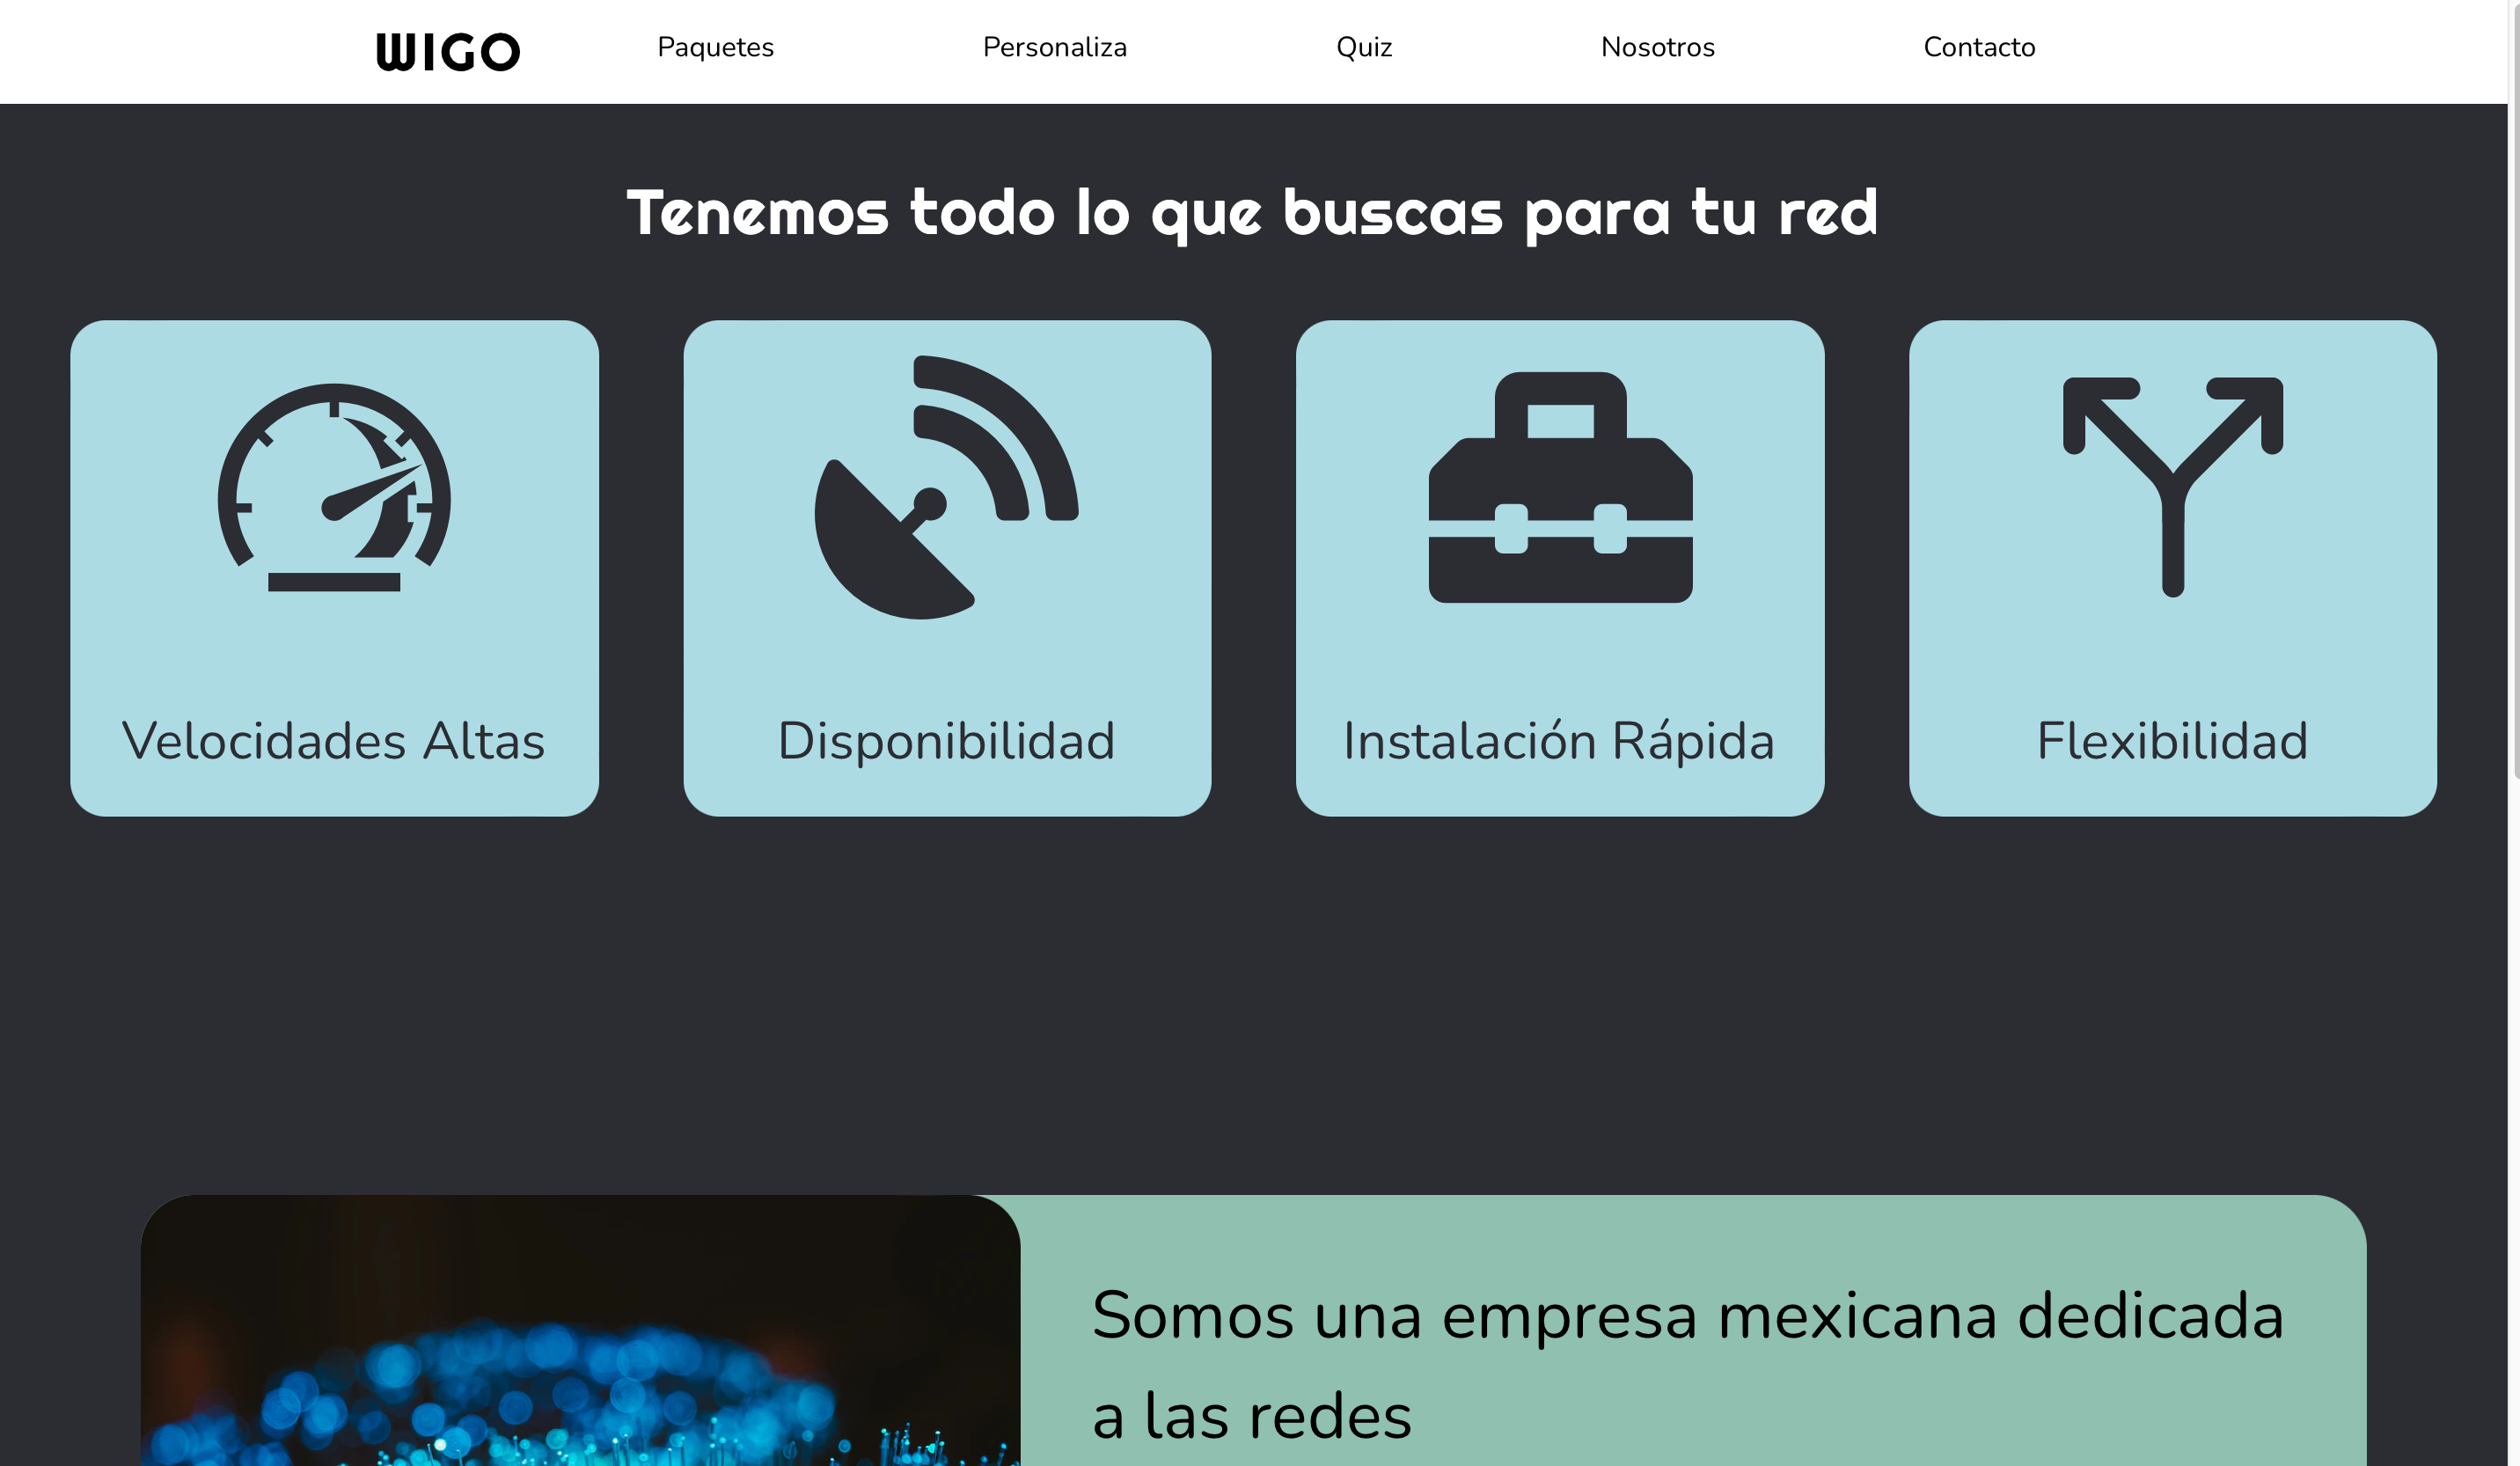 WIGO
Paquetes
Personaliza
Quiz
Nosotros
Contacto
Tenemos todo lo que buscas para tu red
Velocidades Altas
Disponibilidad
Instalación Rápida
Flexibilidad
Somos una empresa mexicana dedicada
a las redes